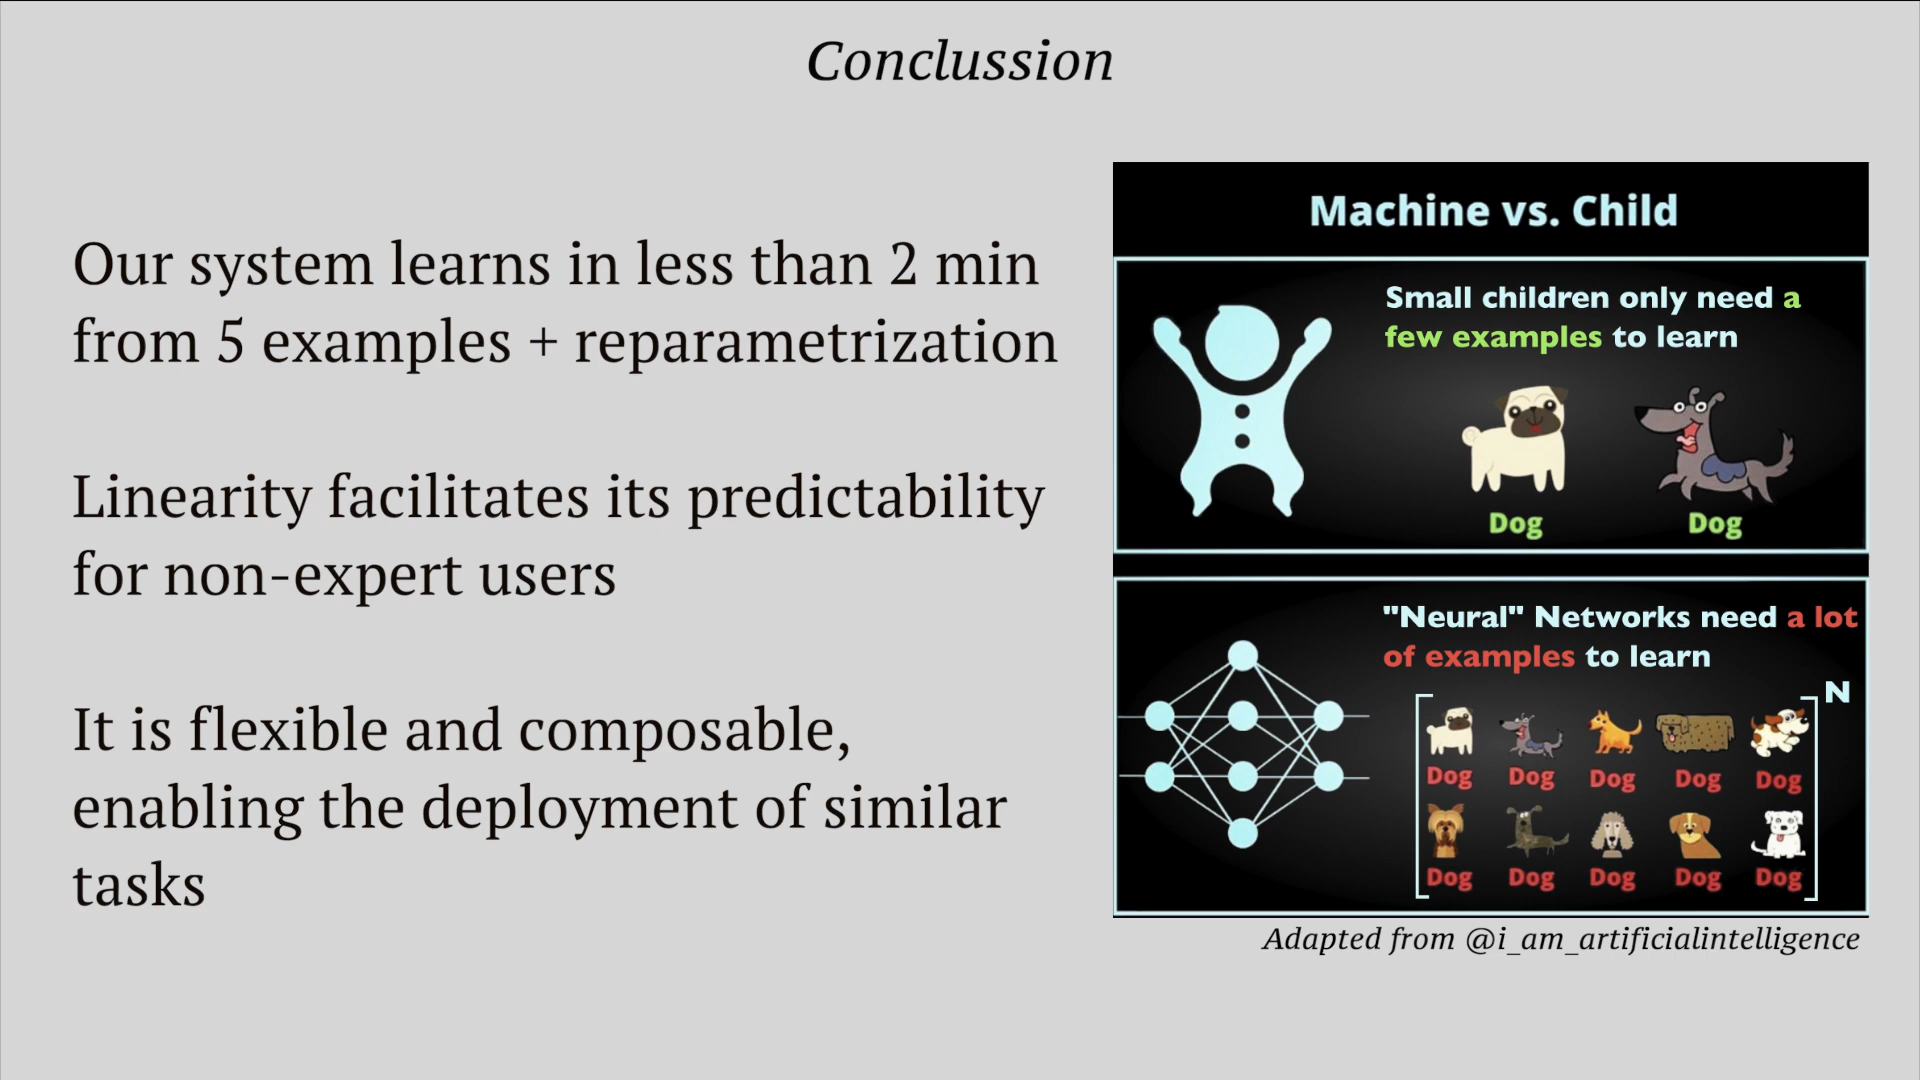 Conclussion
Our system learns in less than 2 min
from 5 examples + reparametrization
Linearity facilitates its predictability
for non-expert users
It is flexible and composable,
enabling the deployment of similar
tasks
Machine vs. Child
Small children only need a
few examples to learn
Dog Dog
"Neural" Networks need a lot
of examples to learn
N
Dog Dog Dog Dog Dog
Dog Dog Dog Dog Dog
Adapted from @i_am_artificialintelligence